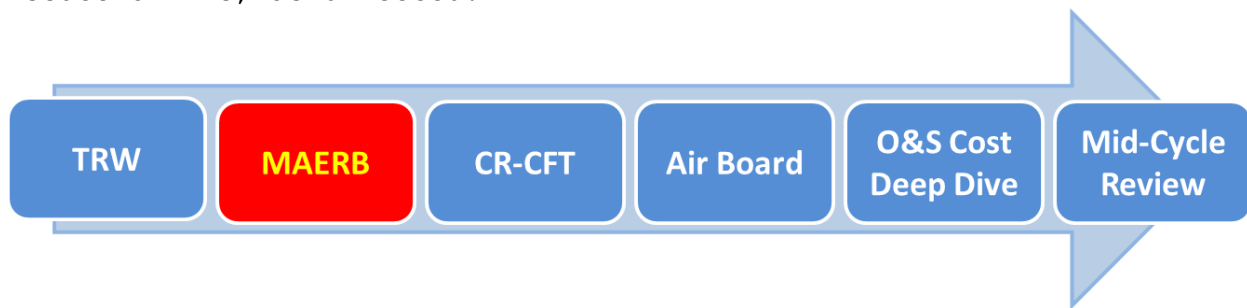 TRW
MAERB
CR-CFT
Air Board
O&S Cost
Deep Dive
Mid-Cycle
Review